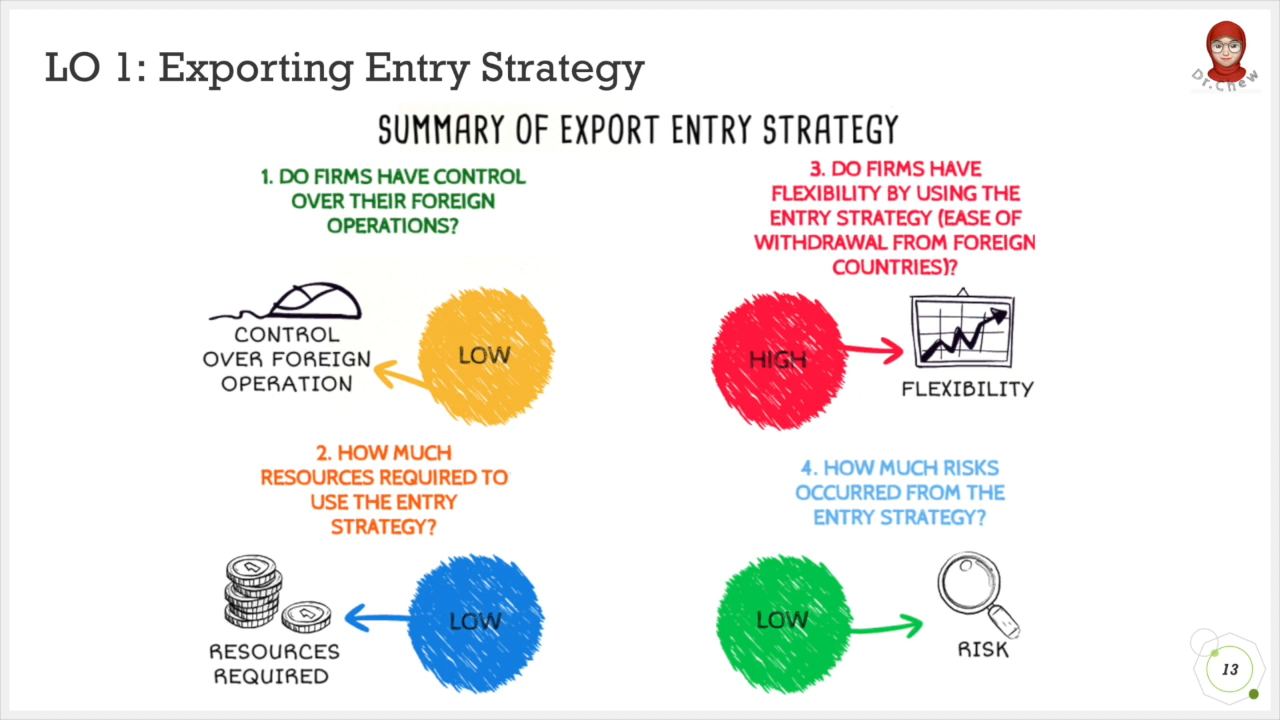 LO 1: Exporting Entry Strategy
Dr.Chew
SUMMARY OF EXPORT ENTRY STRATEGY
1. DO FIRMS HAVE CONTROL
OVER THEIR FOREIGN
OPERATIONS?
CONTROL
OVER FOREIGN
OPERATION
LOW
2. HOW MUCH
RESOURCES REQUIRED TO
USE THE ENTRY
STRATEGY?
RESOURCES
REQUIRED
LOW
3. DO FIRMS HAVE
FLEXIBILITY BY USING THE
ENTRY STRATEGY (EASE OF
WITHDRAWAL FROM FOREIGN
COUNTRIES)?
HIGH
FLEXIBILITY
4. HOW MUCH RISKS
OCCURRED FROM THE
ENTRY STRATEGY?
LOW
RISK
13